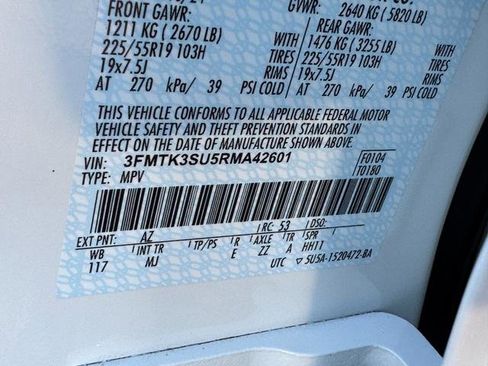 FRONT GAWR:
1211 KG ( 2670 LB)
225/55R19 103H
19x7.5J
AT 270 kPa/ 39 PSI COLD
WITH
TIRES
RIMS
GVWR:
2640 KG ( 5820 LB)
REAR GAWR:
1476 KG ( 3255 LB)
225/55R19 103H
19x7.5J
AT 270 kPa/ 39 PSI COLD
WITH
TIRES
RIMS
THIS VEHICLE CONFORMS TO ALL APPLICABLE FEDERAL MOTOR
VEHICLE SAFETY AND THEFT PREVENTION STANDARDS IN
EFFECT ON THE DATE OF MANUFACTURE SHOWN ABOVE.
VIN: 3FMTK3SU5RMA42601
TYPE: MPV
F0104
T0180
EXT PNT: AZ RC: 53 DSO:
WB INT TR TP/PS R AXLE TR SPR
117 MJ E ZZ A HH11
UTC ▽ 5U5A-1520472-BA